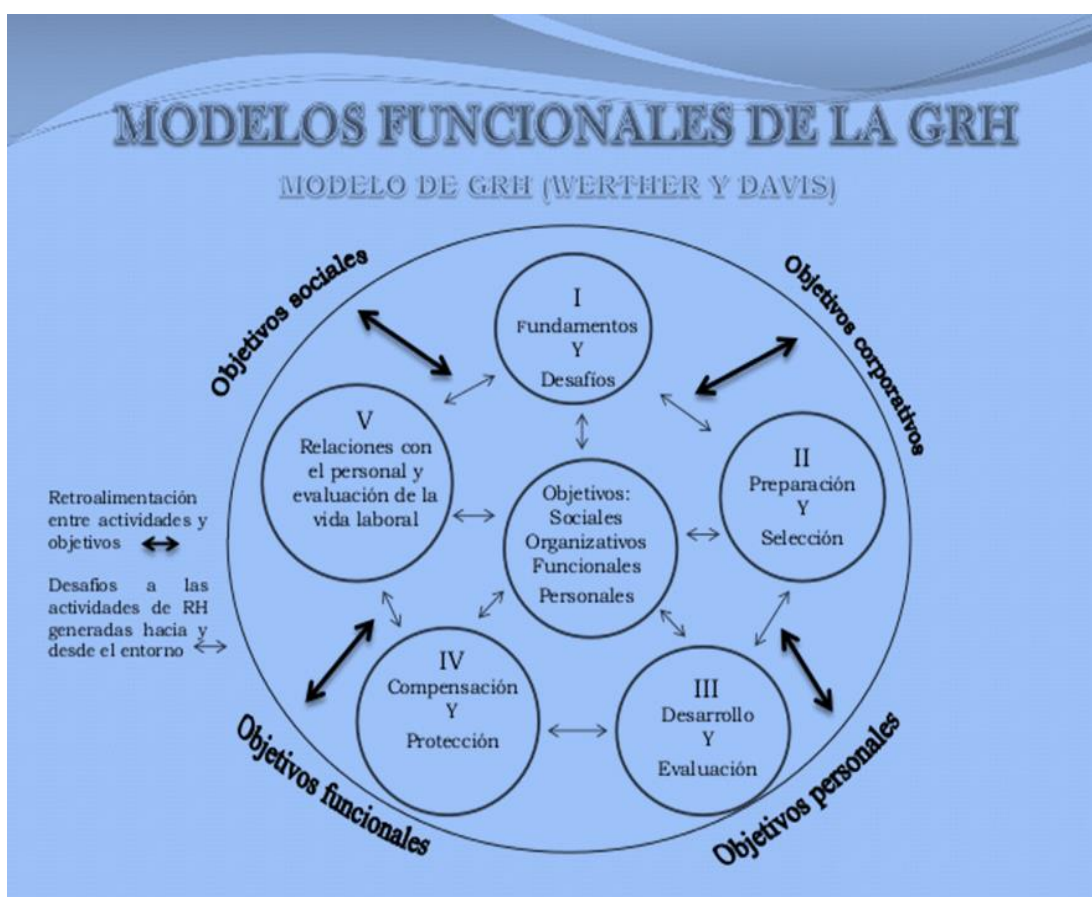 MODELOS FUNCIONALES DE LA GRH
MODELO DE GRH (WERTHER Y DAVIS)
Objetivos sociales
Objetivos corporativos
I
Fundamentos
Y
Desafíos
V
Relaciones con
el personal y
evaluación de la
vida laboral
II
Preparación
Y
Selección
Objetivos:
Sociales
Organizativos
Funcionales
Personales
Retroalimentación
entre actividades y
objetivos
Desafios a las
actividades de RH
generadas hacia y
desde el entorno
IV
Compensación
Y
Protección
III
Desarrollo
Y
Evaluación
Objetivos funcionales
Objetivos personales